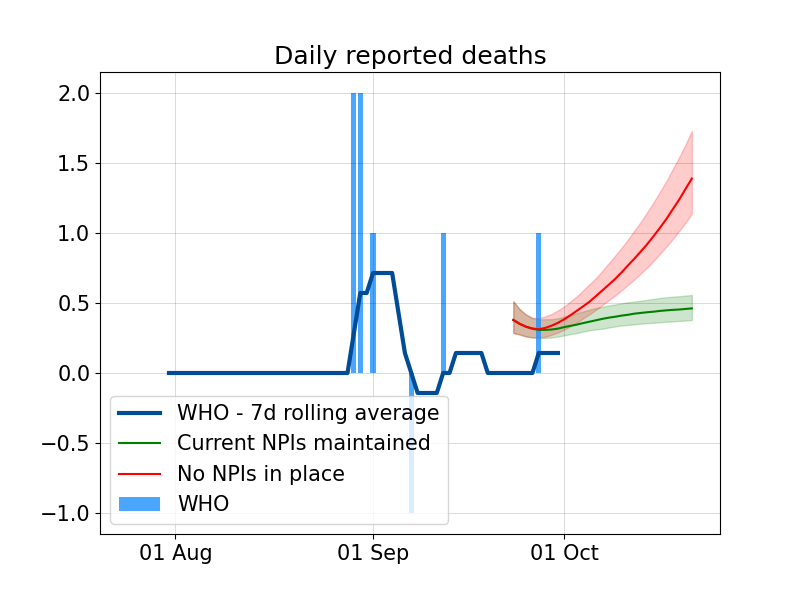 Daily reported deaths
2.0
1.5
1.0
0.5
0.0
−0.5
−1.0
WHO - 7d rolling average
Current NPIs maintained
No NPIs in place
WHO
01 Aug
01 Sep
01 Oct